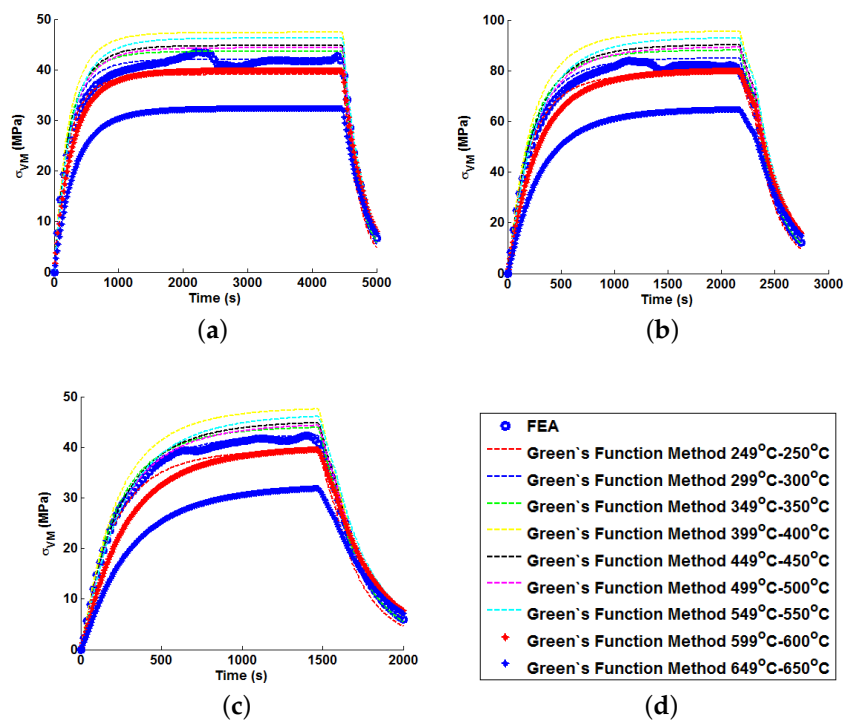 50
40
30
20
10
0
σVM (MPa)
0 1000 2000 3000 4000 5000
Time (s)
(a)
100
80
60
40
20
0
σVM (MPa)
0 500 1000 1500 2000 2500 3000
Time (s)
(b)
50
40
30
20
10
0
σVM (MPa)
0 500 1000 1500 2000
Time (s)
(c)
FEA
Green`s Function Method 249°C-250°C
Green`s Function Method 299°C-300°C
Green`s Function Method 349°C-350°C
Green`s Function Method 399°C-400°C
Green`s Function Method 449°C-450°C
Green`s Function Method 499°C-500°C
Green`s Function Method 549°C-550°C
Green`s Function Method 599°C-600°C
Green`s Function Method 649°C-650°C
(d)